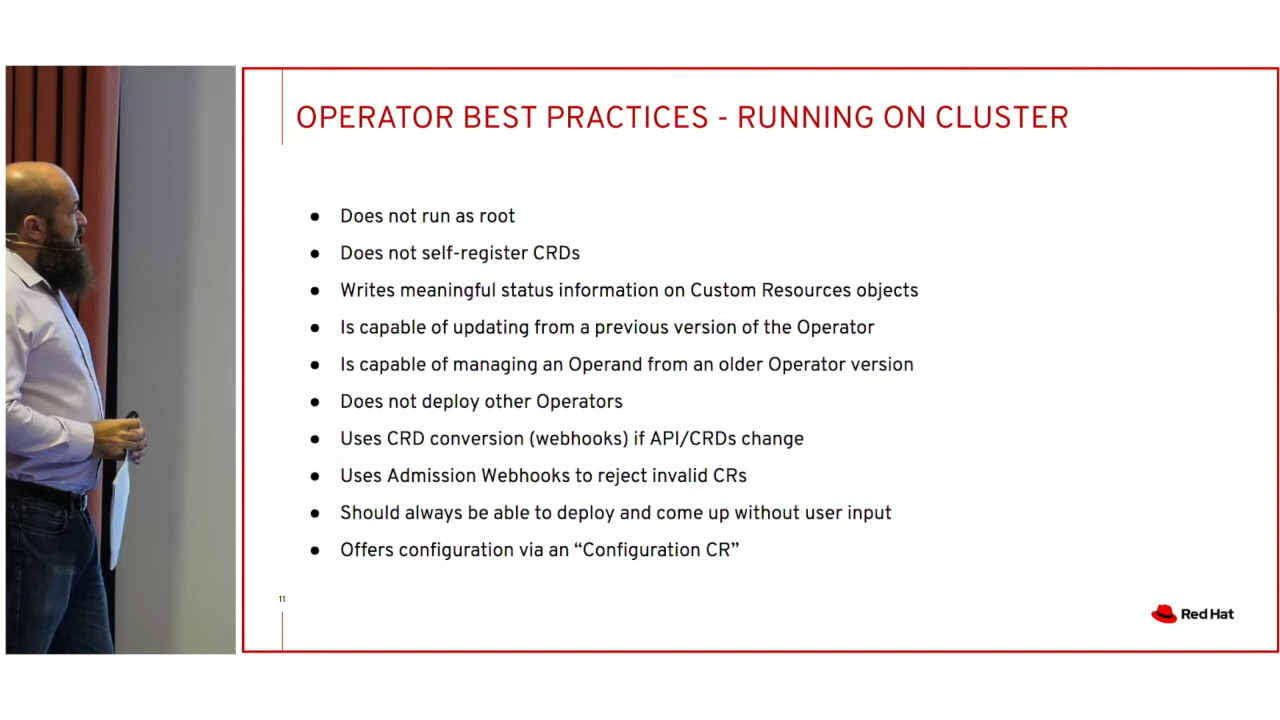 OPERATOR BEST PRACTICES - RUNNING ON CLUSTER
● Does not run as root
● Does not self-register CRDs
● Writes meaningful status information on Custom Resources objects
● Is capable of updating from a previous version of the Operator
● Is capable of managing an Operand from an older Operator version
● Does not deploy other Operators
● Uses CRD conversion (webhooks) if API/CRDs change
● Uses Admission Webhooks to reject invalid CRs
● Should always be able to deploy and come up without user input
● Offers configuration via an “Configuration CR”
11
Red Hat